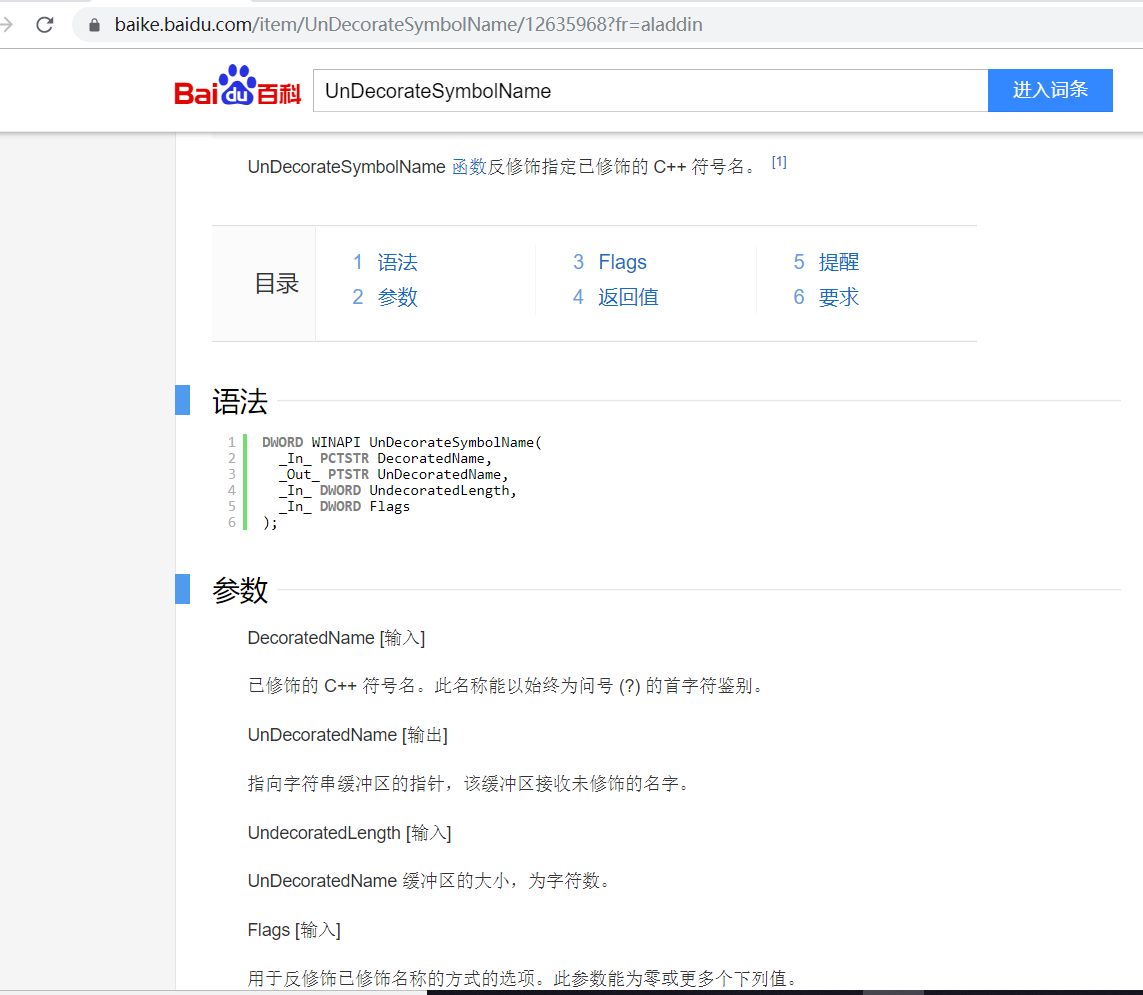 baike.baidu.com/item/UnDecorateSymbolName/12635968?fr=aladdin
Bai du 百科
UnDecorateSymbolName
进入词条
UnDecorateSymbolName 函数反修饰指定已修饰的 C++ 符号名。 [1]
目录
1 语法
2 参数
3 Flags
4 返回值
5 提醒
6 要求
语法
1 DWORD WINAPI UnDecorateSymbolName(
2 _In_ PCTSTR DecoratedName,
3 _Out_ PTSTR UnDecoratedName,
4 _In_ DWORD UndecoratedLength,
5 _In_ DWORD Flags
6 );
参数
DecoratedName [输入]
已修饰的 C++ 符号名。此名称能以始终为问号 (?) 的首字符鉴别。
UnDecoratedName [输出]
指向字符串缓冲区的指针，该缓冲区接收未修饰的名字。
UndecoratedLength [输入]
UnDecoratedName 缓冲区的大小，为字符数。
Flags [输入]
用于反修饰已修饰名称的方式的选项。此参数能为零或更多个下列值。